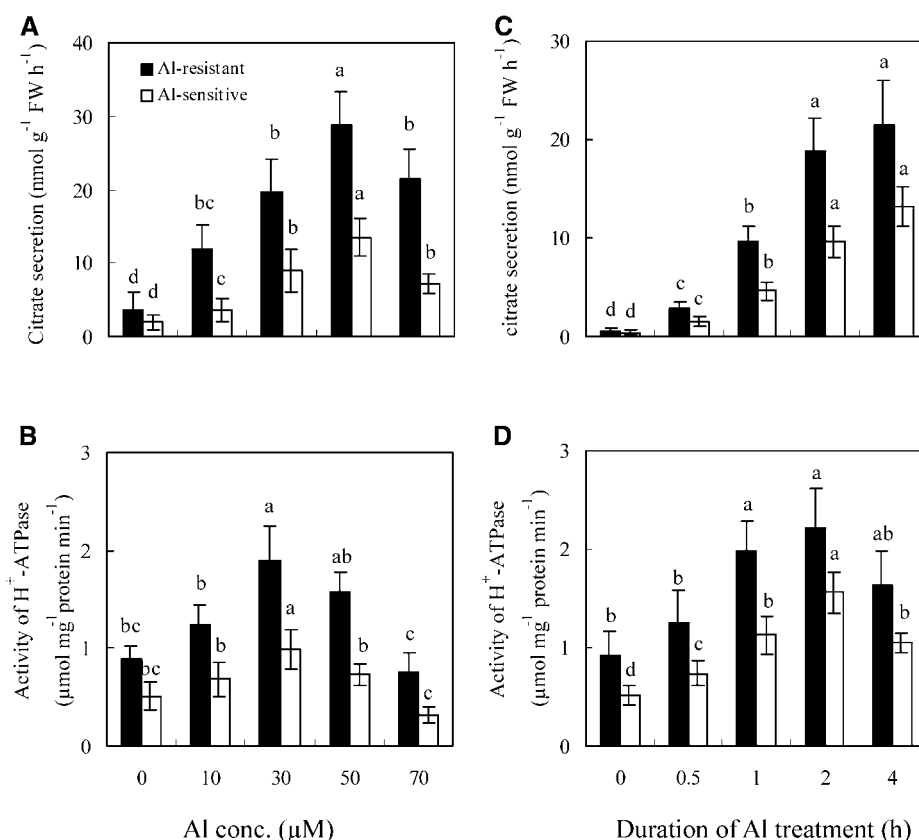 A
Citrate secretion (nmol g⁻¹ FW h⁻¹)
40
30
20
10
0
Al-resistant
Al-sensitive
d d bc c b b a a b b
C
citrate secretion (nmol g⁻¹ FW h⁻¹)
30
20
10
0
d d c c b b a a a a
B
Activity of H⁺-ATPase
(µmol mg⁻¹ protein min⁻¹)
3
2
1
0
bc bc b b a a ab b c c
0 10 30 50 70
Al conc. (µM)
D
Activity of H⁺-ATPase
(µmol mg⁻¹ protein min⁻¹)
3
2
1
0
b d b c a b a a ab b
0 0.5 1 2 4
Duration of Al treatment (h)